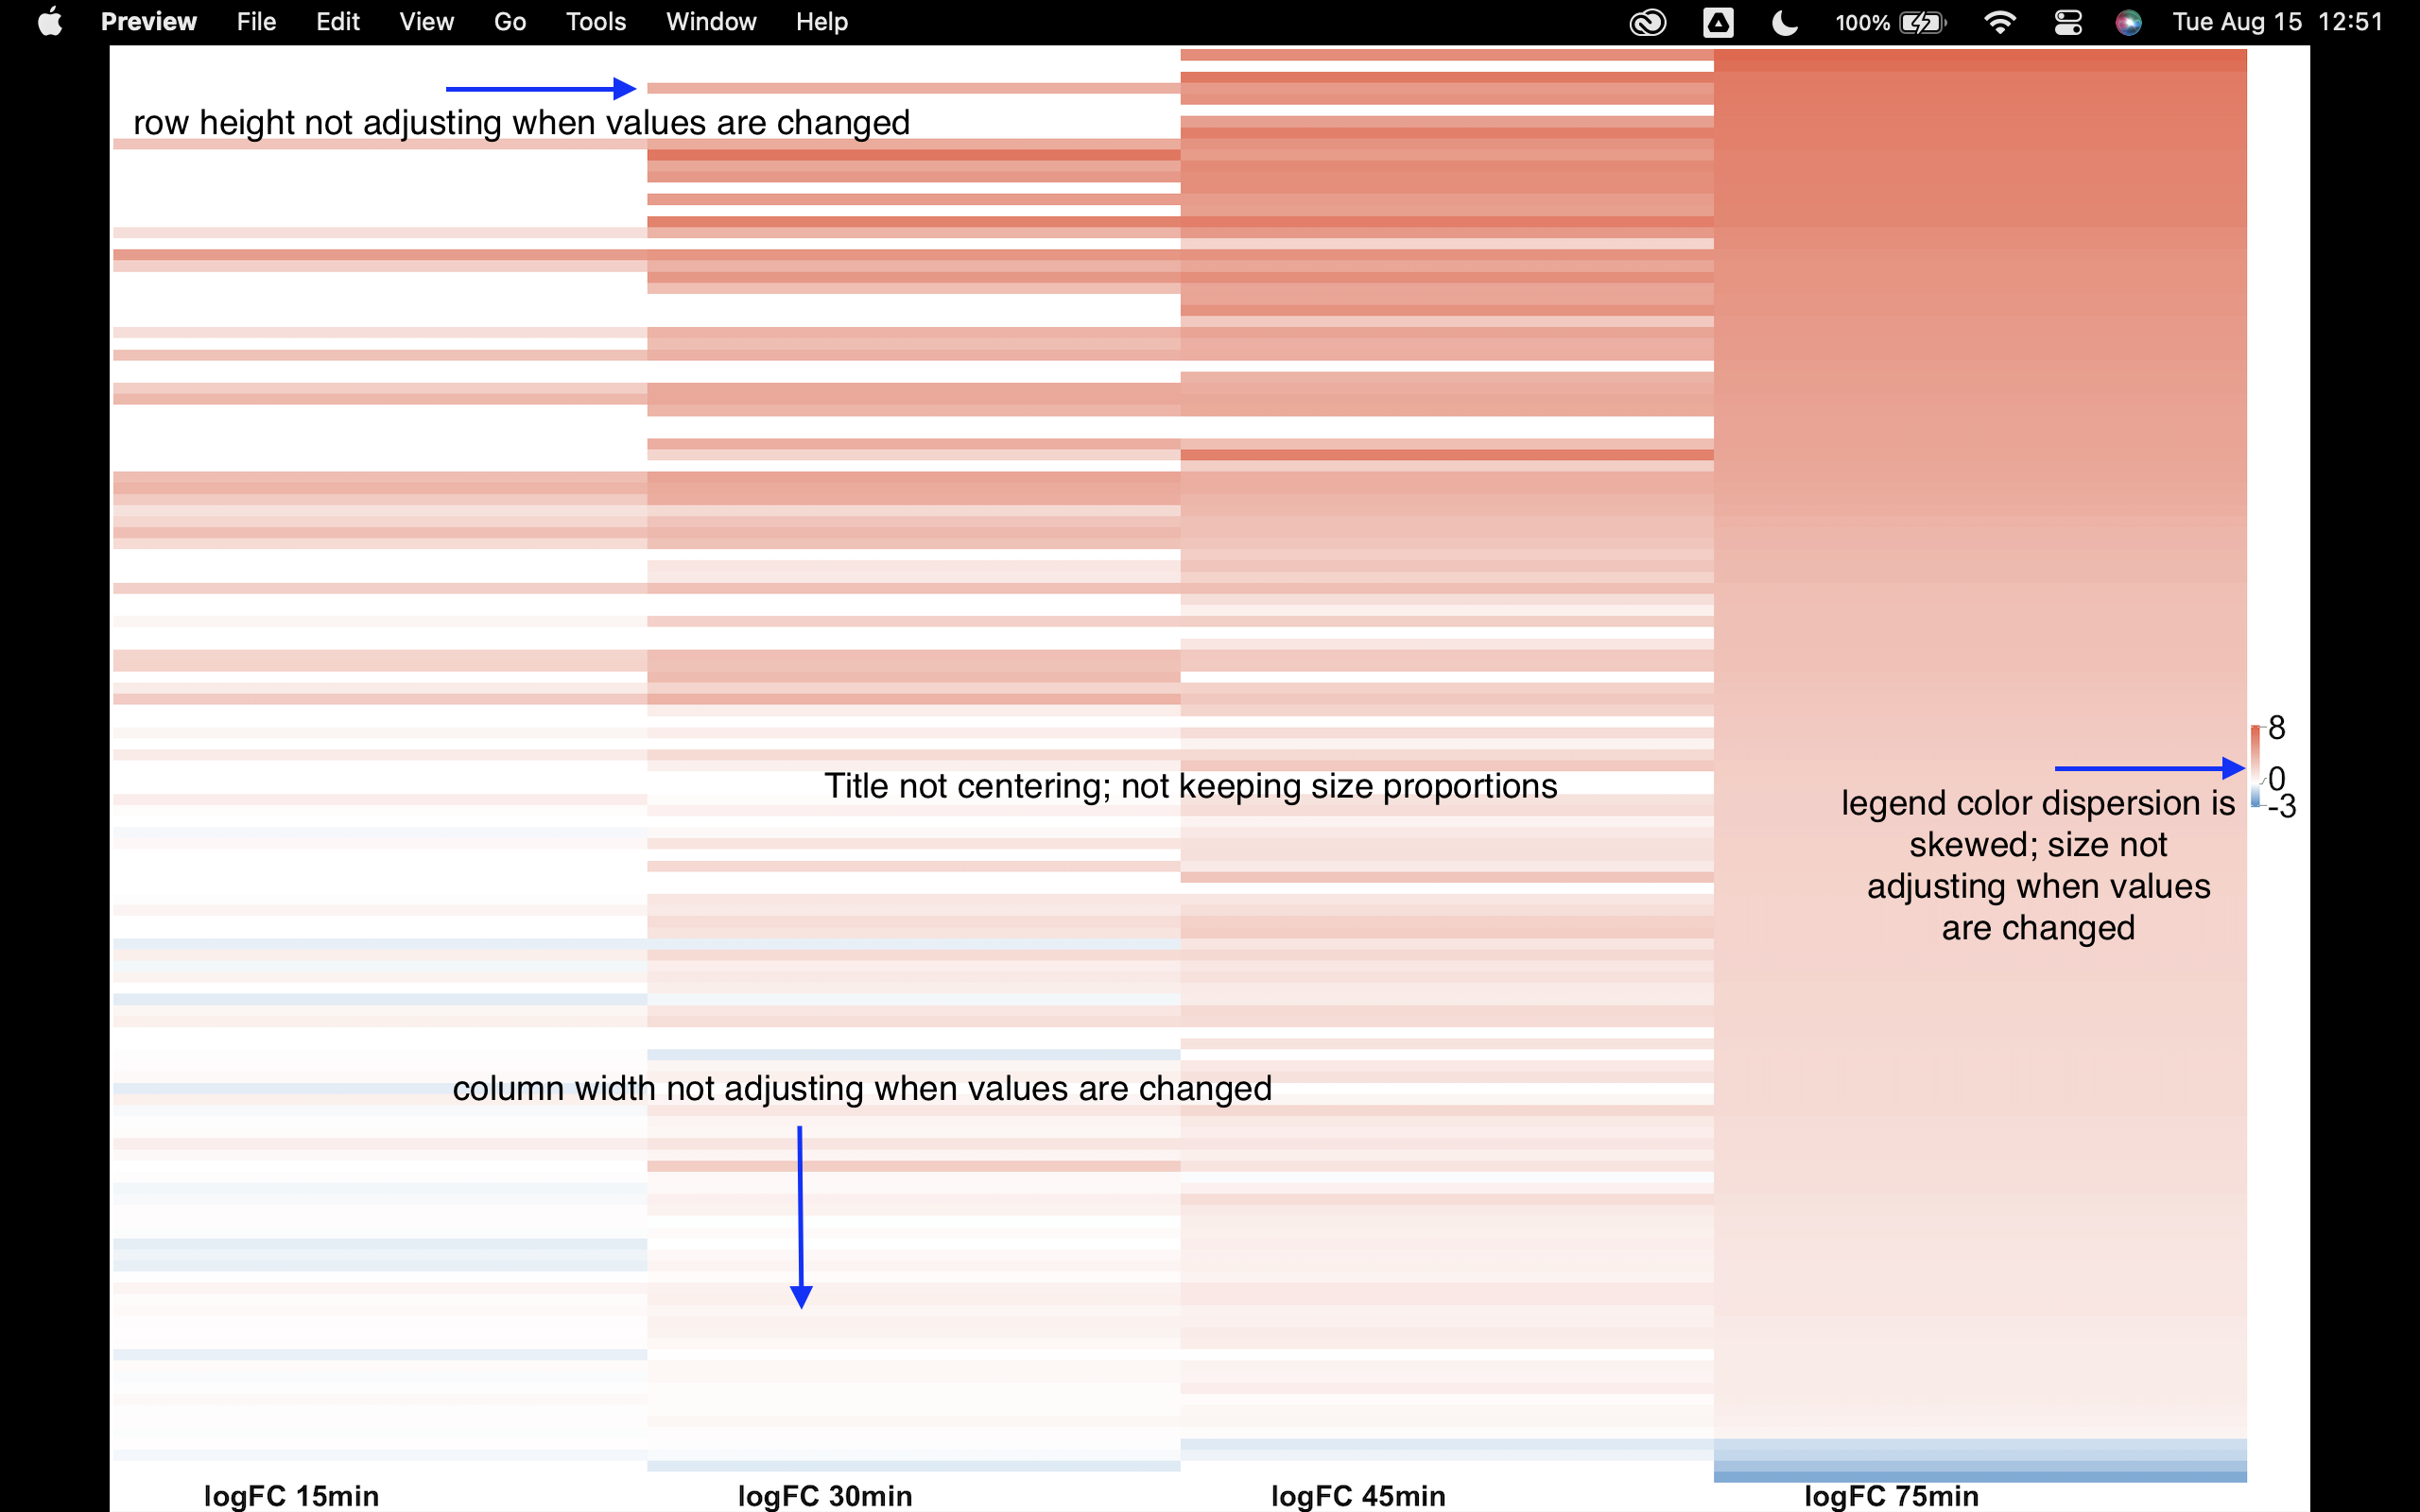 Preview File Edit View Go Tools Window Help 100% Tue Aug 15 12:51
row height not adjusting when values are changed
8
0
-3
Title not centering; not keeping size proportions
legend color dispersion is
skewed; size not
adjusting when values
are changed
column width not adjusting when values are changed
logFC 15min logFC 30min logFC 45min logFC 75min